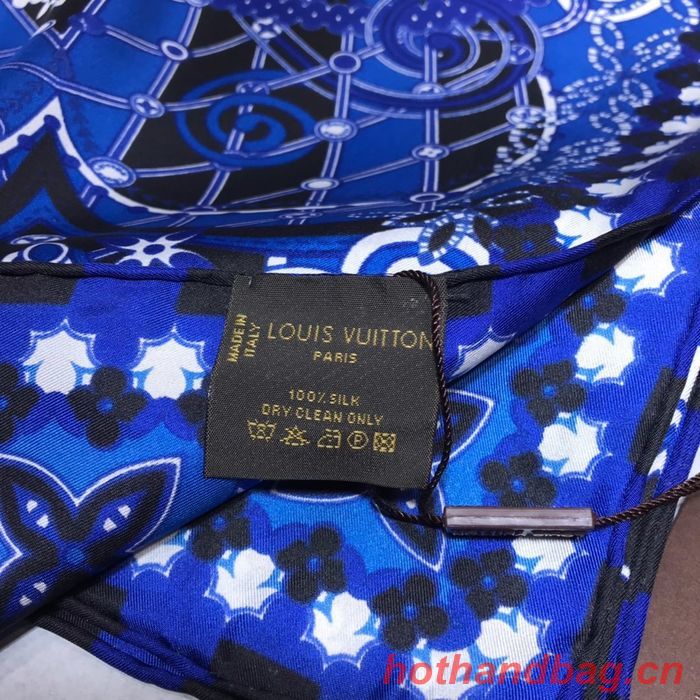 MADE IN
ITALY
LOUIS VUITTON
PARIS
100% SILK
DRY CLEAN ONLY
hothandbag.cn